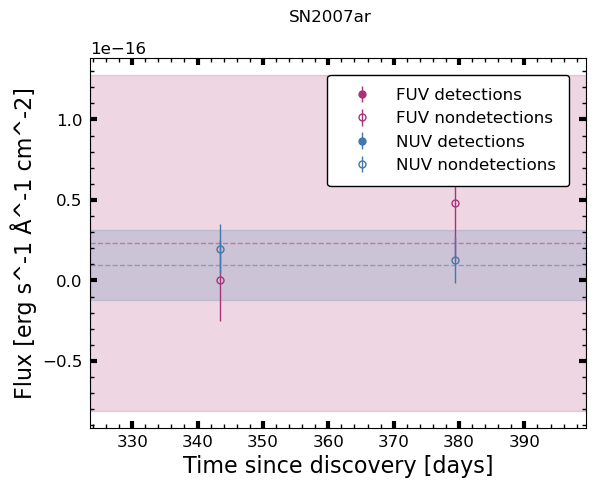 SN2007ar
1e−16
FUV detections
FUV nondetections
NUV detections
NUV nondetections
1.0
0.5
0.0
−0.5
Flux [erg s^-1 Å^-1 cm^-2]
330 340 350 360 370 380 390
Time since discovery [days]